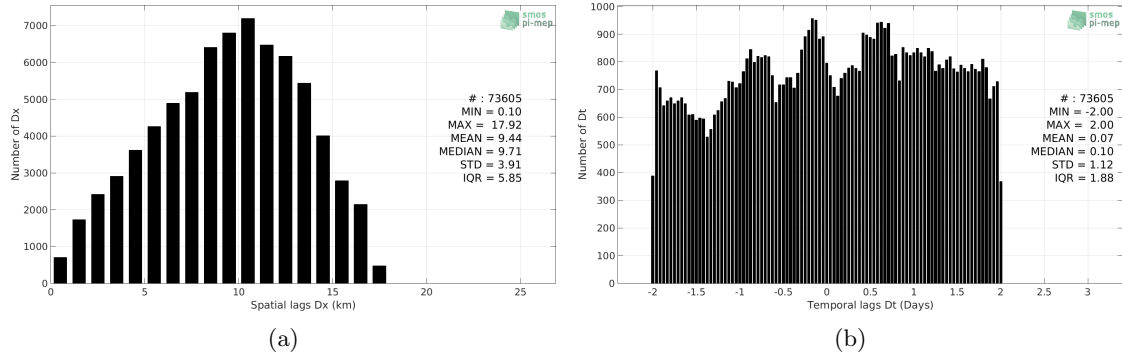 smos
pi-mep
7000
6000
5000
4000
3000
2000
1000
0
Number of Dx
# : 73605
MIN = 0.10
MAX = 17.92
MEAN = 9.44
MEDIAN = 9.71
STD = 3.91
IQR = 5.85
0 5 10 15 20 25
Spatial lags Dx (km)
(a)
smos
pi-mep
1000
900
800
700
600
500
400
300
200
100
0
Number of Dt
# : 73605
MIN = -2.00
MAX = 2.00
MEAN = 0.07
MEDIAN = 0.10
STD = 1.12
IQR = 1.88
-2 -1.5 -1 -0.5 0 0.5 1 1.5 2 2.5 3
Temporal lags Dt (Days)
(b)